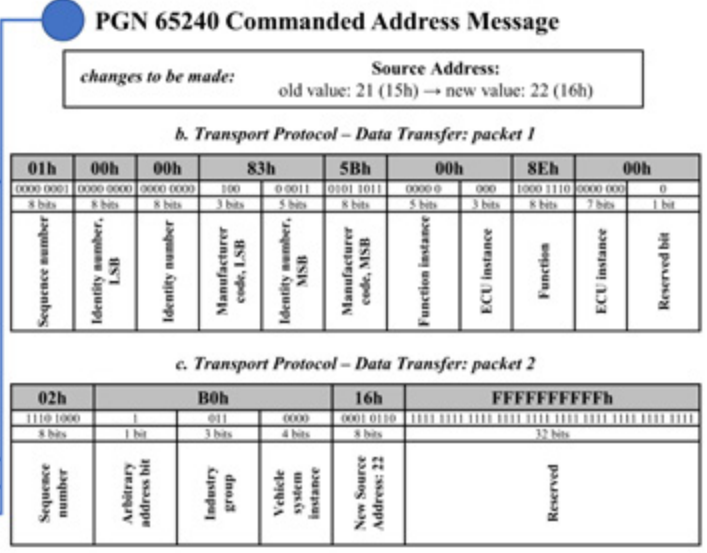 PGN 65240 Commanded Address Message
changes to be made:
Source Address:
old value: 21 (15h) → new value: 22 (16h)
b. Transport Protocol – Data Transfer: packet 1
01h 00h 00h 83h 5Bh 00h 8Eh 00h
0000 0001 0000 0000 0000 0000 100 0 0011 0101 1011 0000 0 000 1000 1110 0000 000 0
8 bits 8 bits 8 bits 3 bits 5 bits 8 bits 5 bits 3 bits 8 bits 7 bits 1 bit
Sequence number
Identity number,
LSB
Identity number
Manufacturer
code, LSB
Identity number,
MSB
Manufacturer
code, MSB
Function instance
ECU instance
Function
ECU instance
Reserved bit
c. Transport Protocol – Data Transfer: packet 2
02h B0h 16h FFFFFFFFFFh
1110 1000 1 011 0000 0001 0110 1111 1111 1111 1111 1111 1111 1111 1111 1111 1111
8 bits 1 bit 3 bits 4 bits 8 bits 32 bits
Sequence
number
Arbitrary
address bit
Industry
group
Vehicle
system
instance
New Source
Address: 22
Reserved